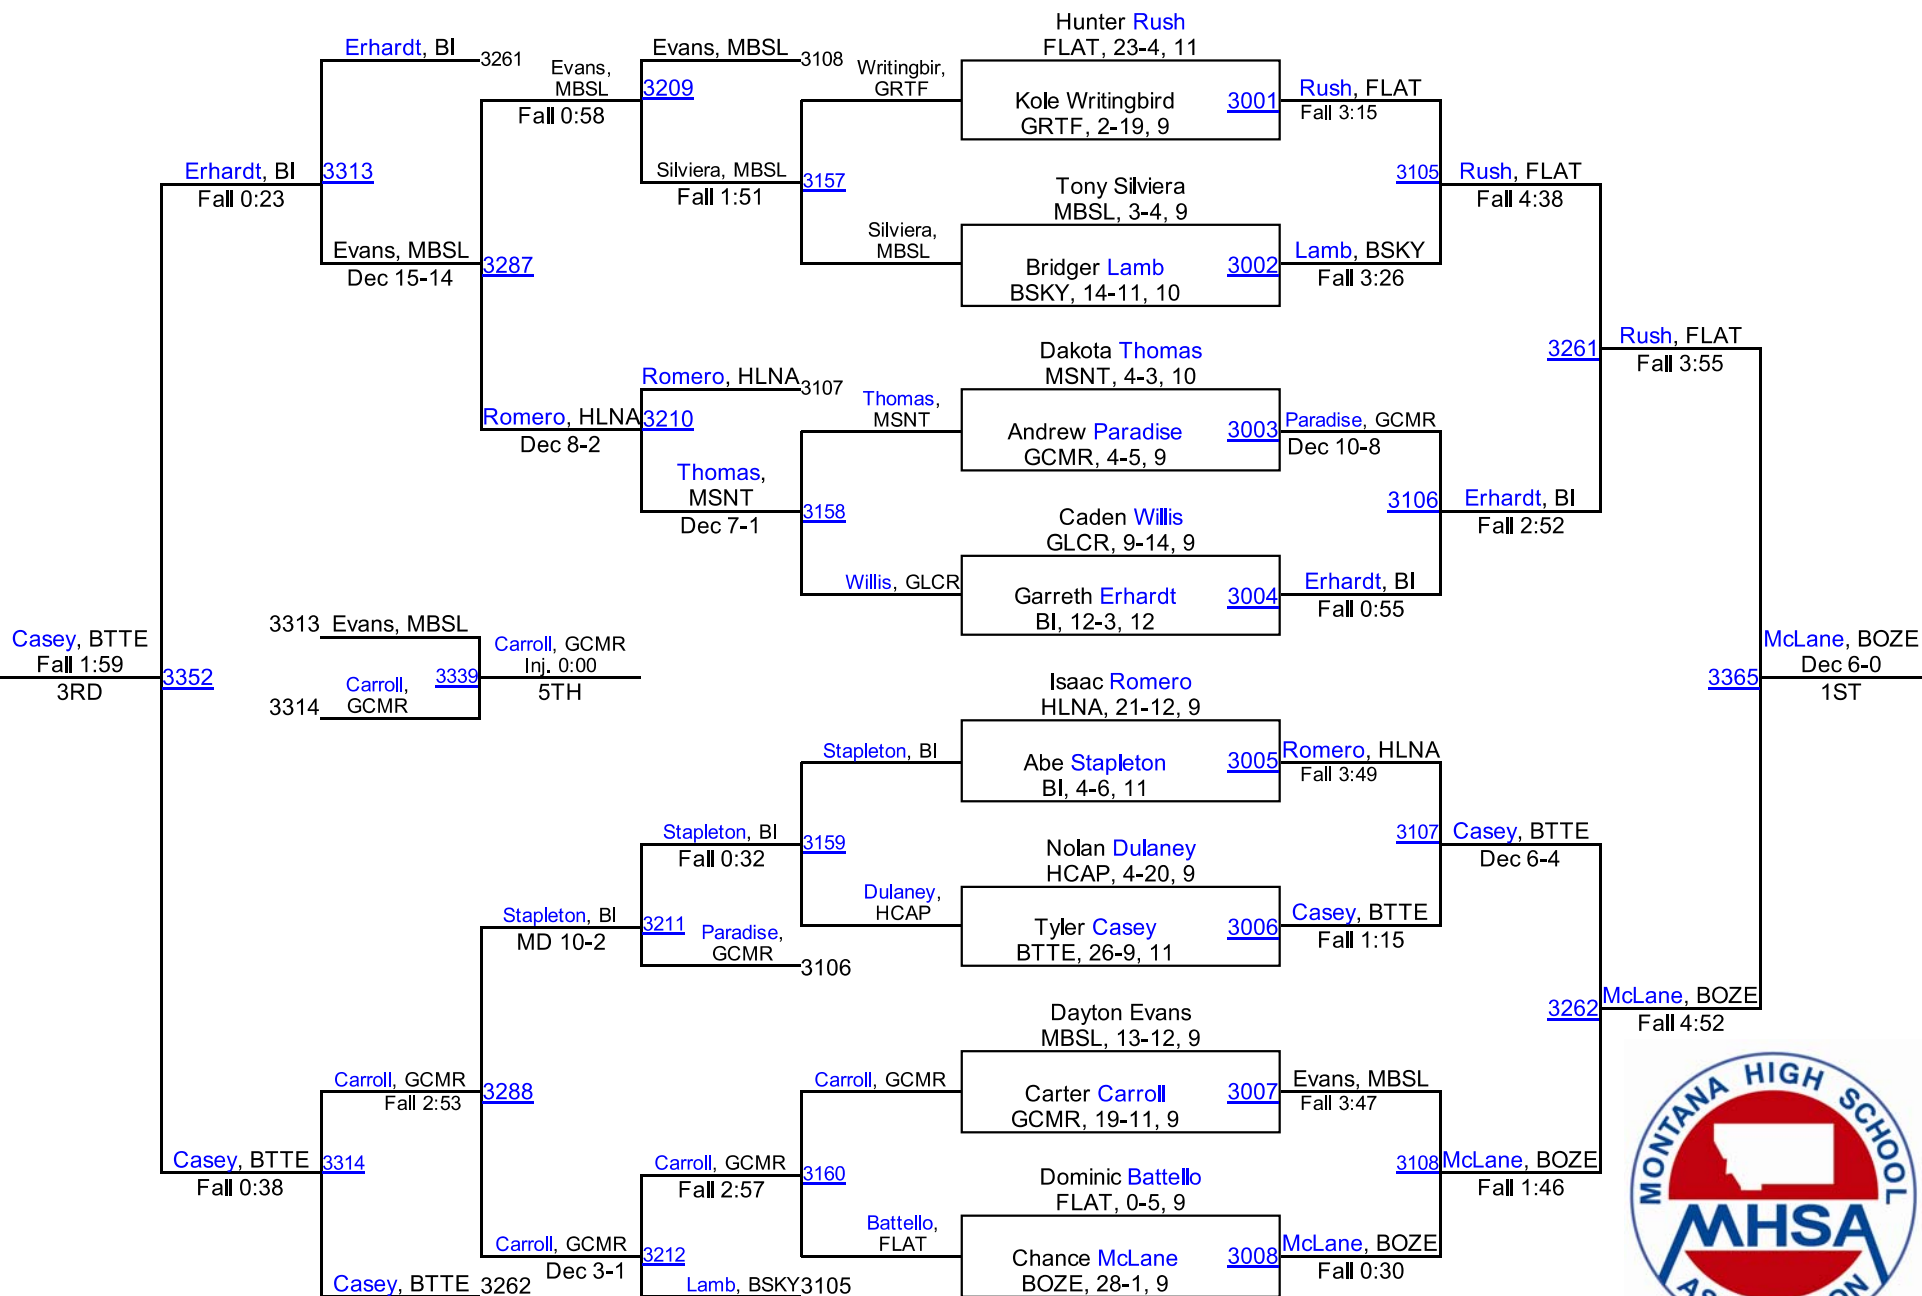 Hunter Rush
FLAT, 23-4, 11
Erhardt, BI
3261
Evans, MBSL
3108
Evans,
MBSL
Fall 0:58
3209
Writingbir,
GRTF
Kole Writingbird
GRTF, 2-19, 9
3001
Rush, FLAT
Fall 3:15
Erhardt, BI
Fall 0:23
3313
Silviera, MBSL
Fall 1:51
3157
Tony Silviera
MBSL, 3-4, 9
3105
Rush, FLAT
Fall 4:38
Evans, MBSL
Dec 15-14
3287
Silviera,
MBSL
Bridger Lamb
BSKY, 14-11, 10
3002
Lamb, BSKY
Fall 3:26
Dakota Thomas
MSNT, 4-3, 10
3261
Rush, FLAT
Fall 3:55
Romero, HLNA
3107
Romero, HLNA
Dec 8-2
3210
Thomas,
MSNT
Andrew Paradise
GCMR, 4-5, 9
3003
Paradise, GCMR
Dec 10-8
Thomas,
MSNT
Dec 7-1
3158
Caden Willis
GLCR, 9-14, 9
3106
Erhardt, BI
Fall 2:52
Willis, GLCR
Garreth Erhardt
BI, 12-3, 12
3004
Erhardt, BI
Fall 0:55
Casey, BTTE
Fall 1:59
3RD
3352
3313
Evans, MBSL
3314
Carroll,
GCMR
3339
Carroll, GCMR
Inj. 0:00
5TH
Isaac Romero
HLNA, 21-12, 9
3365
McLane, BOZE
Dec 6-0
1ST
Stapleton, BI
Abe Stapleton
BI, 4-6, 11
3005
Romero, HLNA
Fall 3:49
Stapleton, BI
Fall 0:32
3159
Nolan Dulaney
HCAP, 4-20, 9
3107
Casey, BTTE
Dec 6-4
Stapleton, BI
MD 10-2
3211
Paradise,
GCMR
3106
Dulaney,
HCAP
Tyler Casey
BTTE, 26-9, 11
3006
Casey, BTTE
Fall 1:15
Dayton Evans
MBSL, 13-12, 9
3262
McLane, BOZE
Fall 4:52
Carroll, GCMR
Fall 2:53
3288
Carroll, GCMR
Carter Carroll
GCMR, 19-11, 9
3007
Evans, MBSL
Fall 3:47
Casey, BTTE
Fall 0:38
3314
Carroll, GCMR
Fall 2:57
3160
Dominic Battello
FLAT, 0-5, 9
3108
McLane, BOZE
Fall 1:46
Carroll, GCMR
Dec 3-1
3212
Battello,
FLAT
Chance McLane
BOZE, 28-1, 9
3008
McLane, BOZE
Fall 0:30
Casey, BTTE
3262
Lamb, BSKY
3105
MONTANA HIGH SCHOOL
MHSA